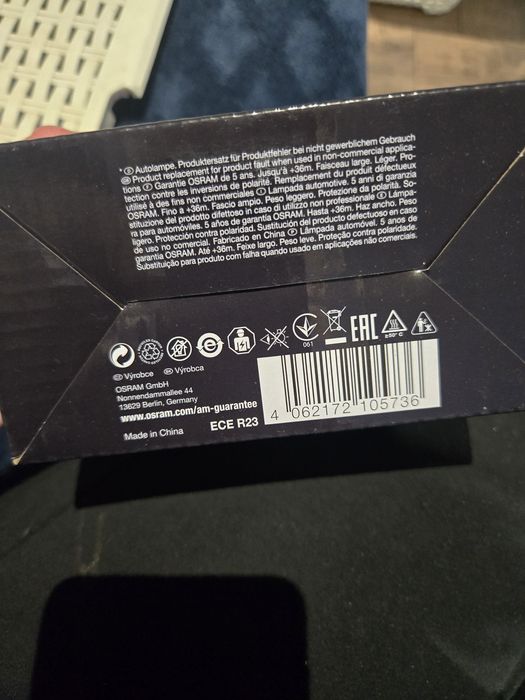 * Ⓓ Autolampe. Produktersatz für Produktfehler bei nicht gewerblichem Gebrauch
Product replacement for product fault when used in non-commercial applica-
tions Ⓕ Garantie OSRAM de 5 ans. Jusqu'à +36m. Faisceau large. Léger. Pro-
tection contre les inversions de polarité. Remplacement du produit défectueux
utilisé à des fins non commerciales Ⓘ Lampada automotive. 5 anni di garanzia
OSRAM. Fino a +36m. Fascio ampio. Peso leggero. Protezione da polarità. So-
stituzione del prodotto difettoso in caso di utilizzo non professionale Ⓔ Lámpa-
ra para automóviles. 5 años de garantía OSRAM. Hasta +36m. Haz ancho. Peso
ligero. Protección contra polaridad. Sustitución del producto defectuoso en caso
de uso no comercial. Fabricado en China Ⓟ Lâmpada automóvel. 5 anos de
garantia OSRAM. Até +36m. Feixe largo. Peso leve. Proteção contra polaridade.
Substituição para produto com falha quando usado em aplicações não comerciais.
061
EAC
≥50° C
Výrobce Výrobca
OSRAM GmbH
Nonnendammallee 44
13629 Berlin, Germany
www.osram.com/am-guarantee
Made in China
ECE R23
4 062172 105736